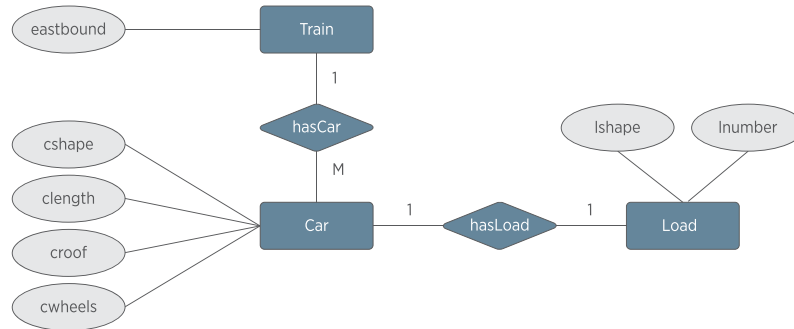 eastbound
Train
1
hasCar
M
cshape
clength
croof
cwheels
Car
1
hasLoad
1
lshape
lnumber
Load